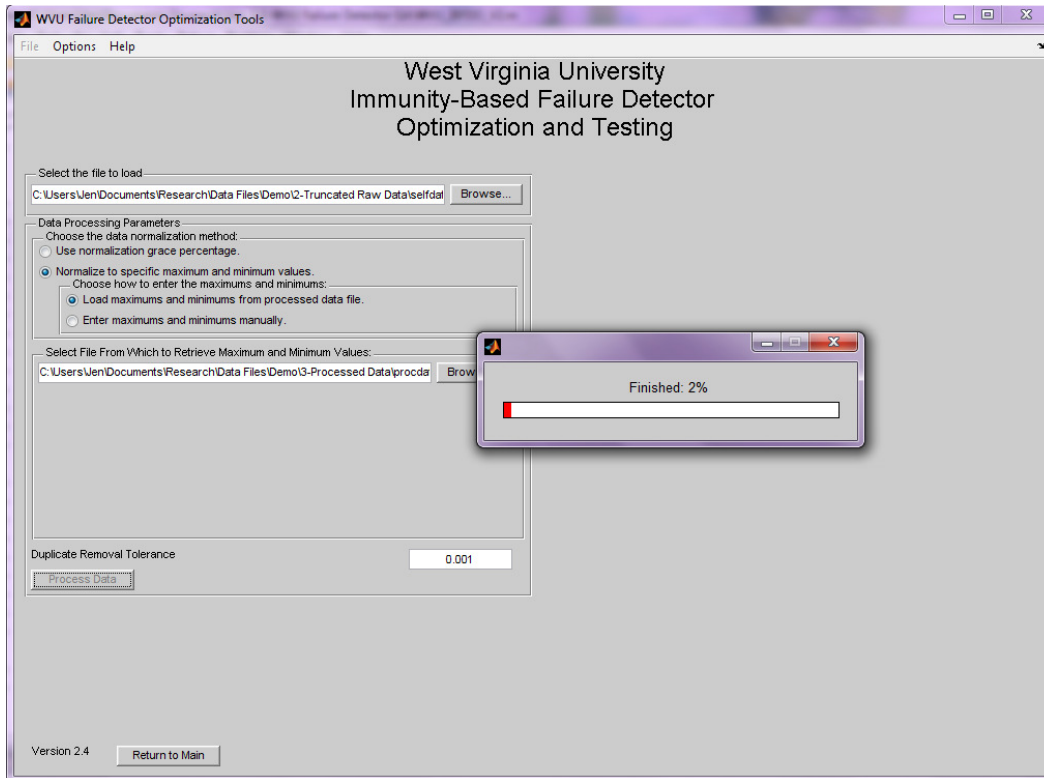 WVU Failure Detector Optimization Tools
File Options Help
West Virginia University
Immunity-Based Failure Detector
Optimization and Testing
Select the file to load
C:\Users\Jen\Documents\Research\Data Files\Demo\2-Truncated Raw Data\selfdat Browse...
Data Processing Parameters
Choose the data normalization method:
Use normalization grace percentage.
Normalize to specific maximum and minimum values.
Choose how to enter the maximums and minimums:
Load maximums and minimums from processed data file.
Enter maximums and minimums manually.
Select File From Which to Retrieve Maximum and Minimum Values:
C:\Users\Jen\Documents\Research\Data Files\Demo\3-Processed Data\procda Brow
Finished: 2%
Duplicate Removal Tolerance 0.001
Process Data
Version 2.4 Return to Main